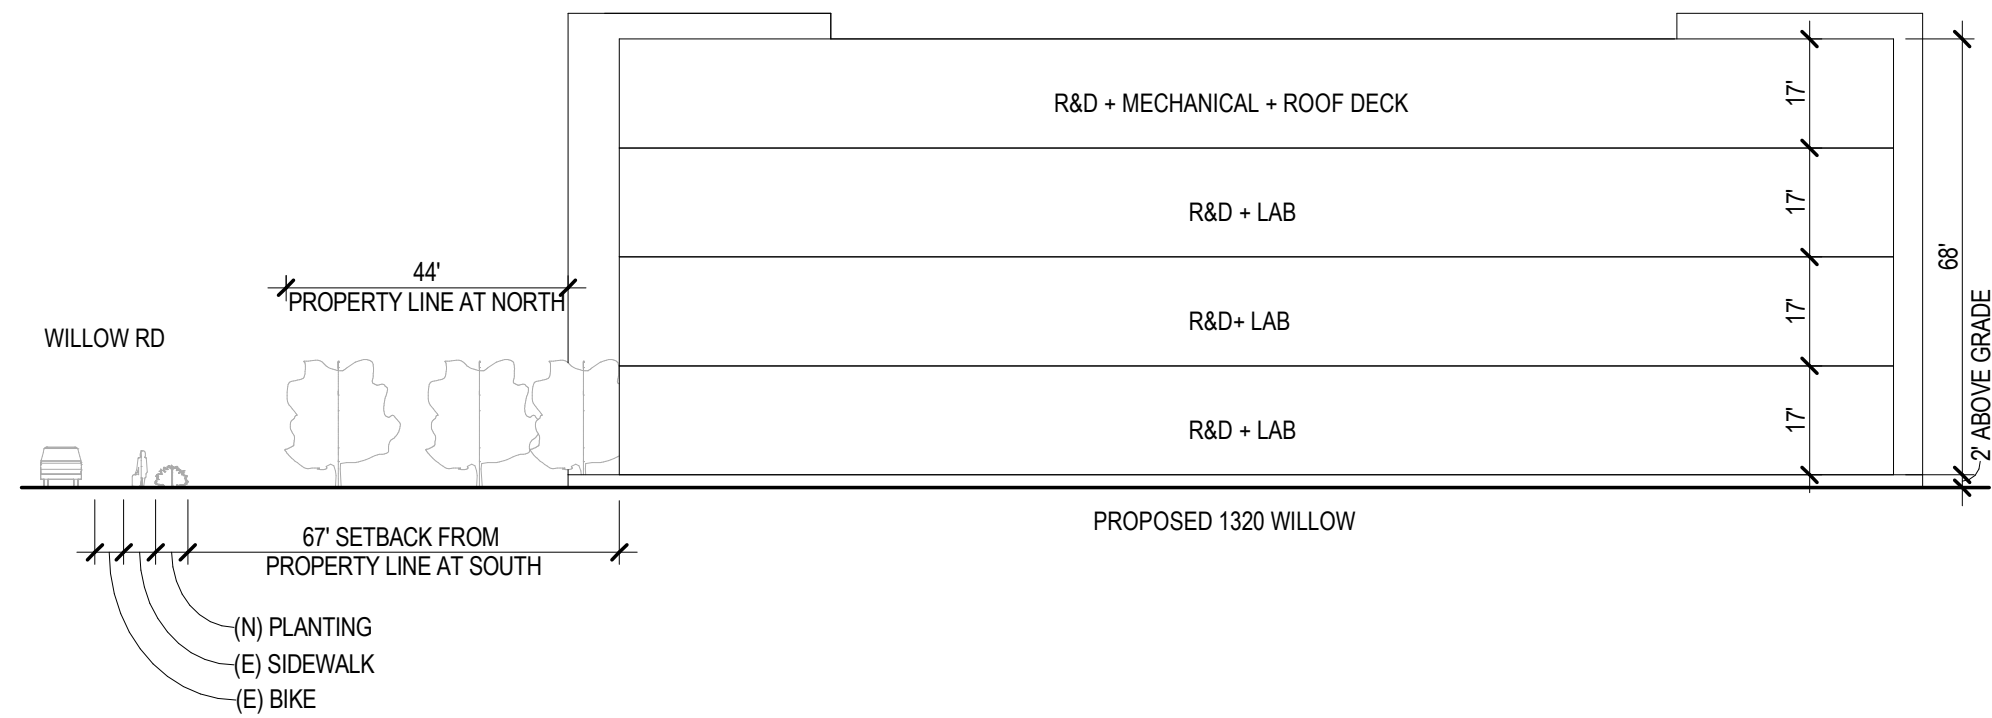 R&D + MECHANICAL + ROOF DECK
17'
R&D + LAB
17'
68'
44'
PROPERTY LINE AT NORTH
R&D+ LAB
17'
2' ABOVE GRADE
WILLOW RD
R&D + LAB
17'
PROPOSED 1320 WILLOW
67' SETBACK FROM
PROPERTY LINE AT SOUTH
(N) PLANTING
(E) SIDEWALK
(E) BIKE